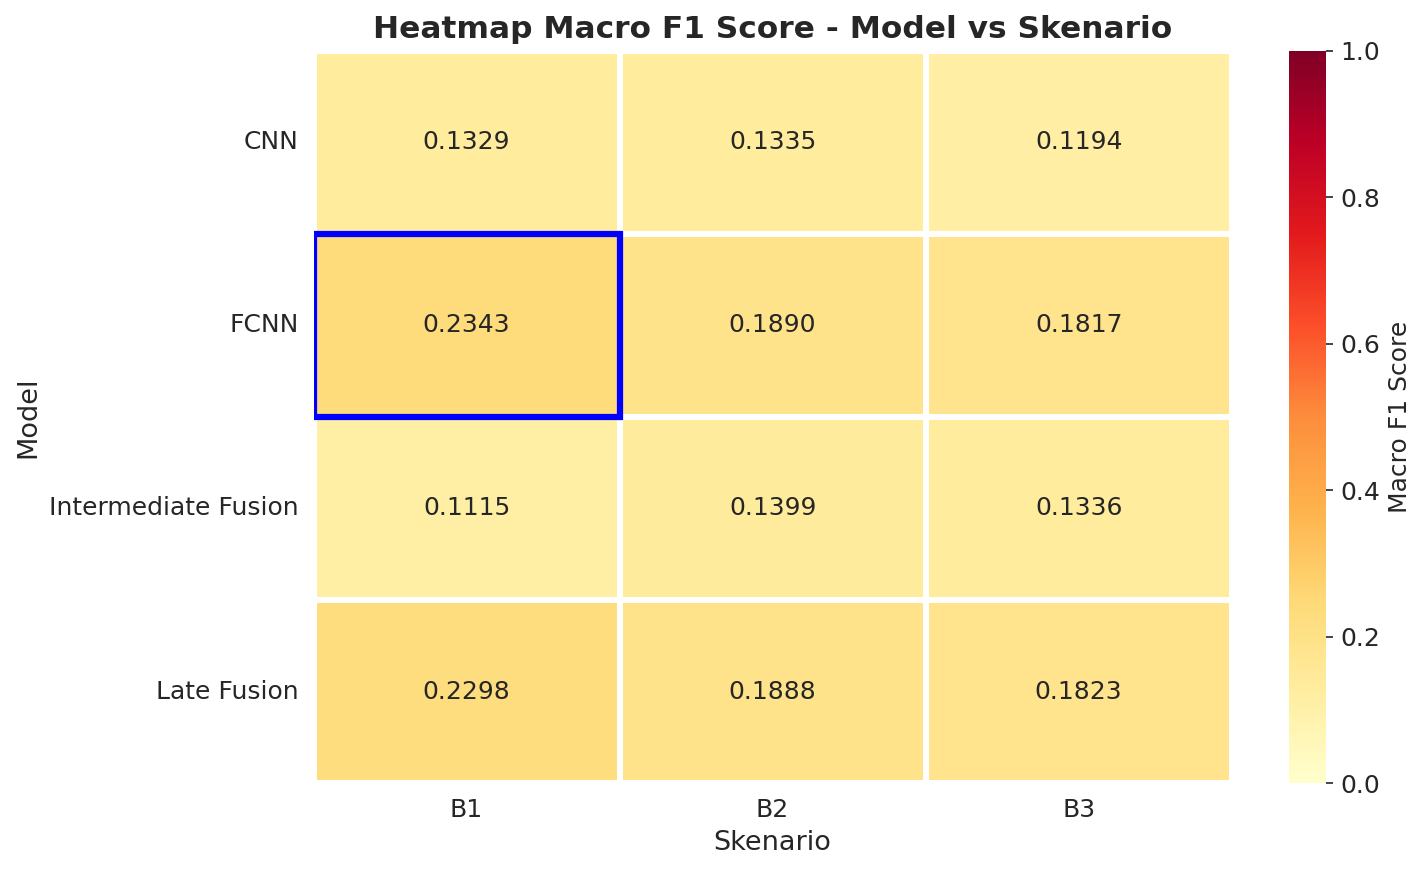 Heatmap Macro F1 Score - Model vs Skenario
CNN 0.1329 0.1335 0.1194
FCNN 0.2343 0.1890 0.1817
Intermediate Fusion 0.1115 0.1399 0.1336
Late Fusion 0.2298 0.1888 0.1823
B1 B2 B3
Skenario
Model
1.0
0.8
0.6
0.4
0.2
0.0
Macro F1 Score